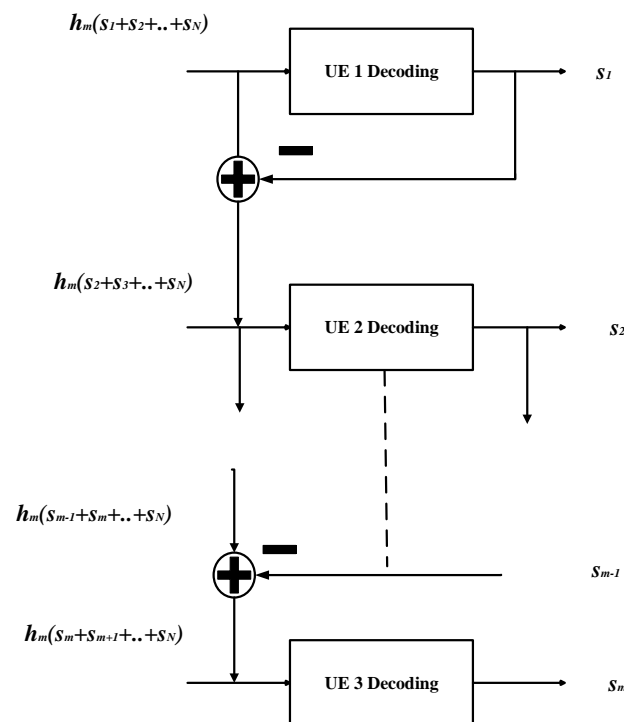 hm(s1+s2+..+sN)
UE 1 Decoding
s1
hm(s2+s3+..+sN)
UE 2 Decoding
s2
hm(sm-1+sm+..+sN)
sm-1
hm(sm+sm+1+..+sN)
UE 3 Decoding
sm